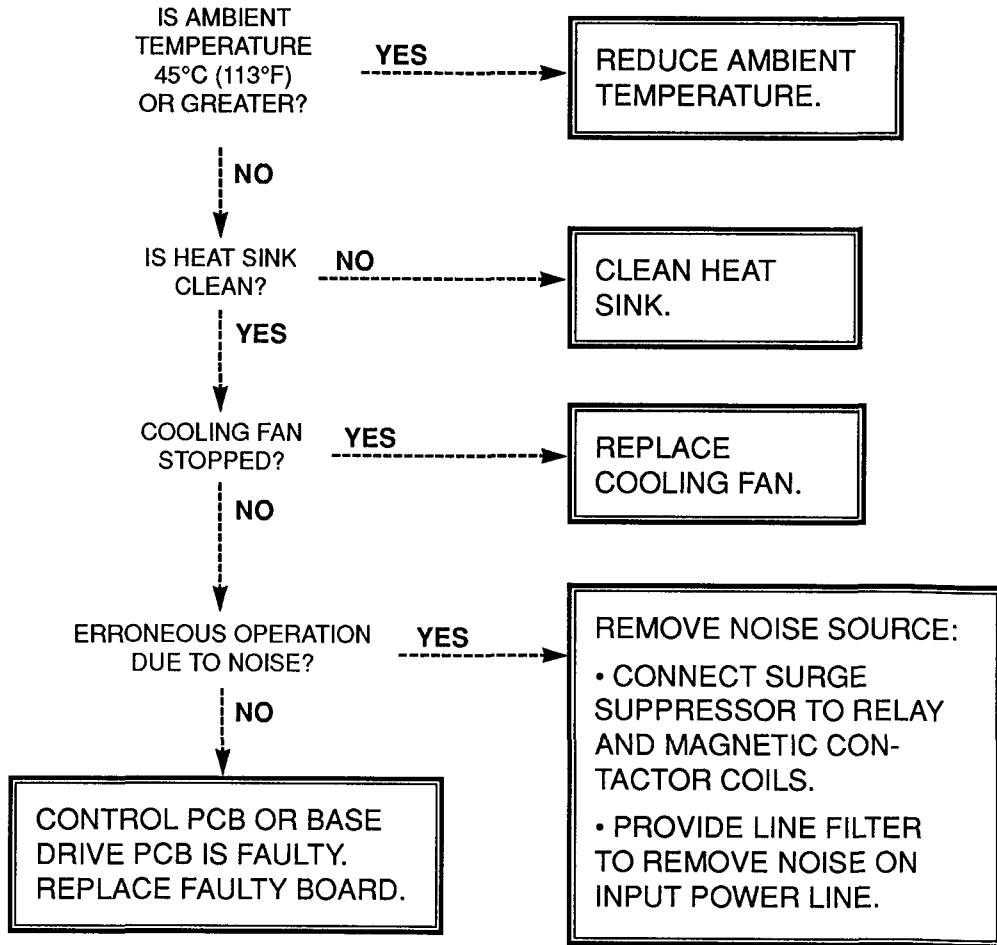 IS AMBIENT
TEMPERATURE
45°C (113°F)
OR GREATER?
YES
REDUCE AMBIENT
TEMPERATURE.
NO
IS HEAT SINK
CLEAN?
NO
CLEAN HEAT
SINK.
YES
COOLING FAN
STOPPED?
YES
REPLACE
COOLING FAN.
NO
ERRONEOUS OPERATION
DUE TO NOISE?
YES
REMOVE NOISE SOURCE:
• CONNECT SURGE
SUPPRESSOR TO RELAY
AND MAGNETIC CON-
TACTOR COILS.
• PROVIDE LINE FILTER
TO REMOVE NOISE ON
INPUT POWER LINE.
NO
CONTROL PCB OR BASE
DRIVE PCB IS FAULTY.
REPLACE FAULTY BOARD.